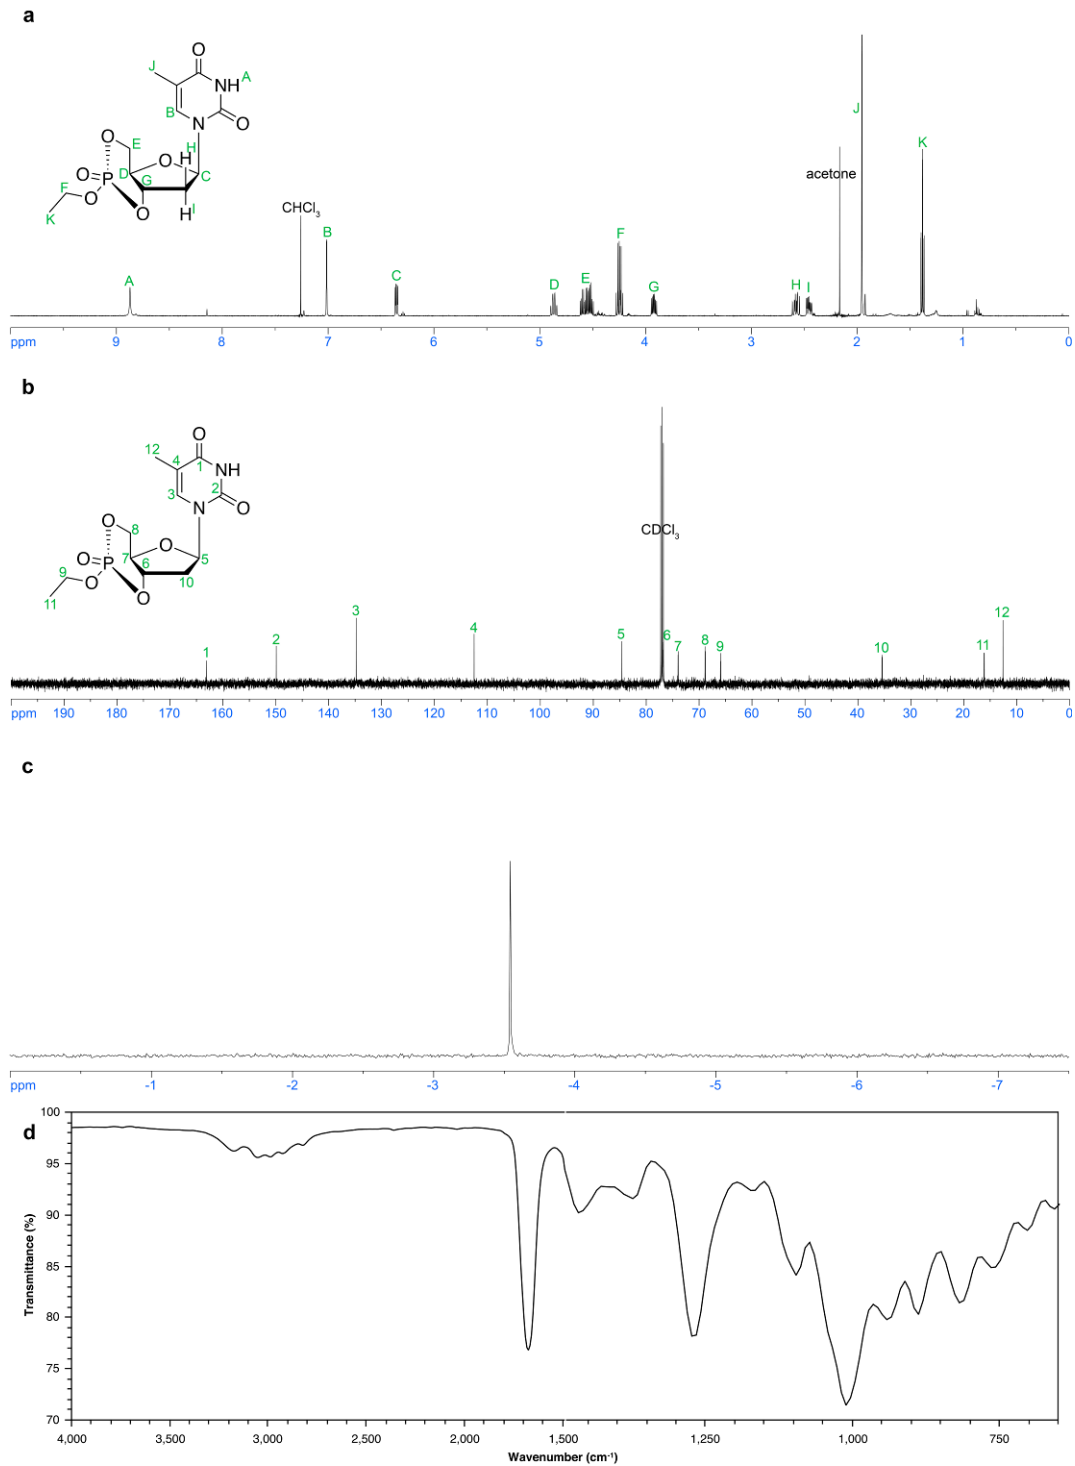 a
O
J
NH
A
B
N
O
O
E
H
H
D
O
O
P
G
C
F
O
I
K
O
H
CHCl3
acetone
A
B
C
D
E
F
G
H
I
J
K
ppm 9 8 7 6 5 4 3 2 1 0
b
O
12
4
1
NH
3
2
N
O
O
8
O
O
P
7
6
5
9
O
10
11
O
CDCl3
1
2
3
4
5
6
7
8
9
10
11
12
ppm 190 180 170 160 150 140 130 120 110 100 90 80 70 60 50 40 30 20 10 0
c
ppm -1 -2 -3 -4 -5 -6 -7
d
100
95
90
85
80
75
70
Transmittance (%)
4,000 3,500 3,000 2,500 2,000 1,500 1,250 1,000 750
Wavenumber (cm-1)